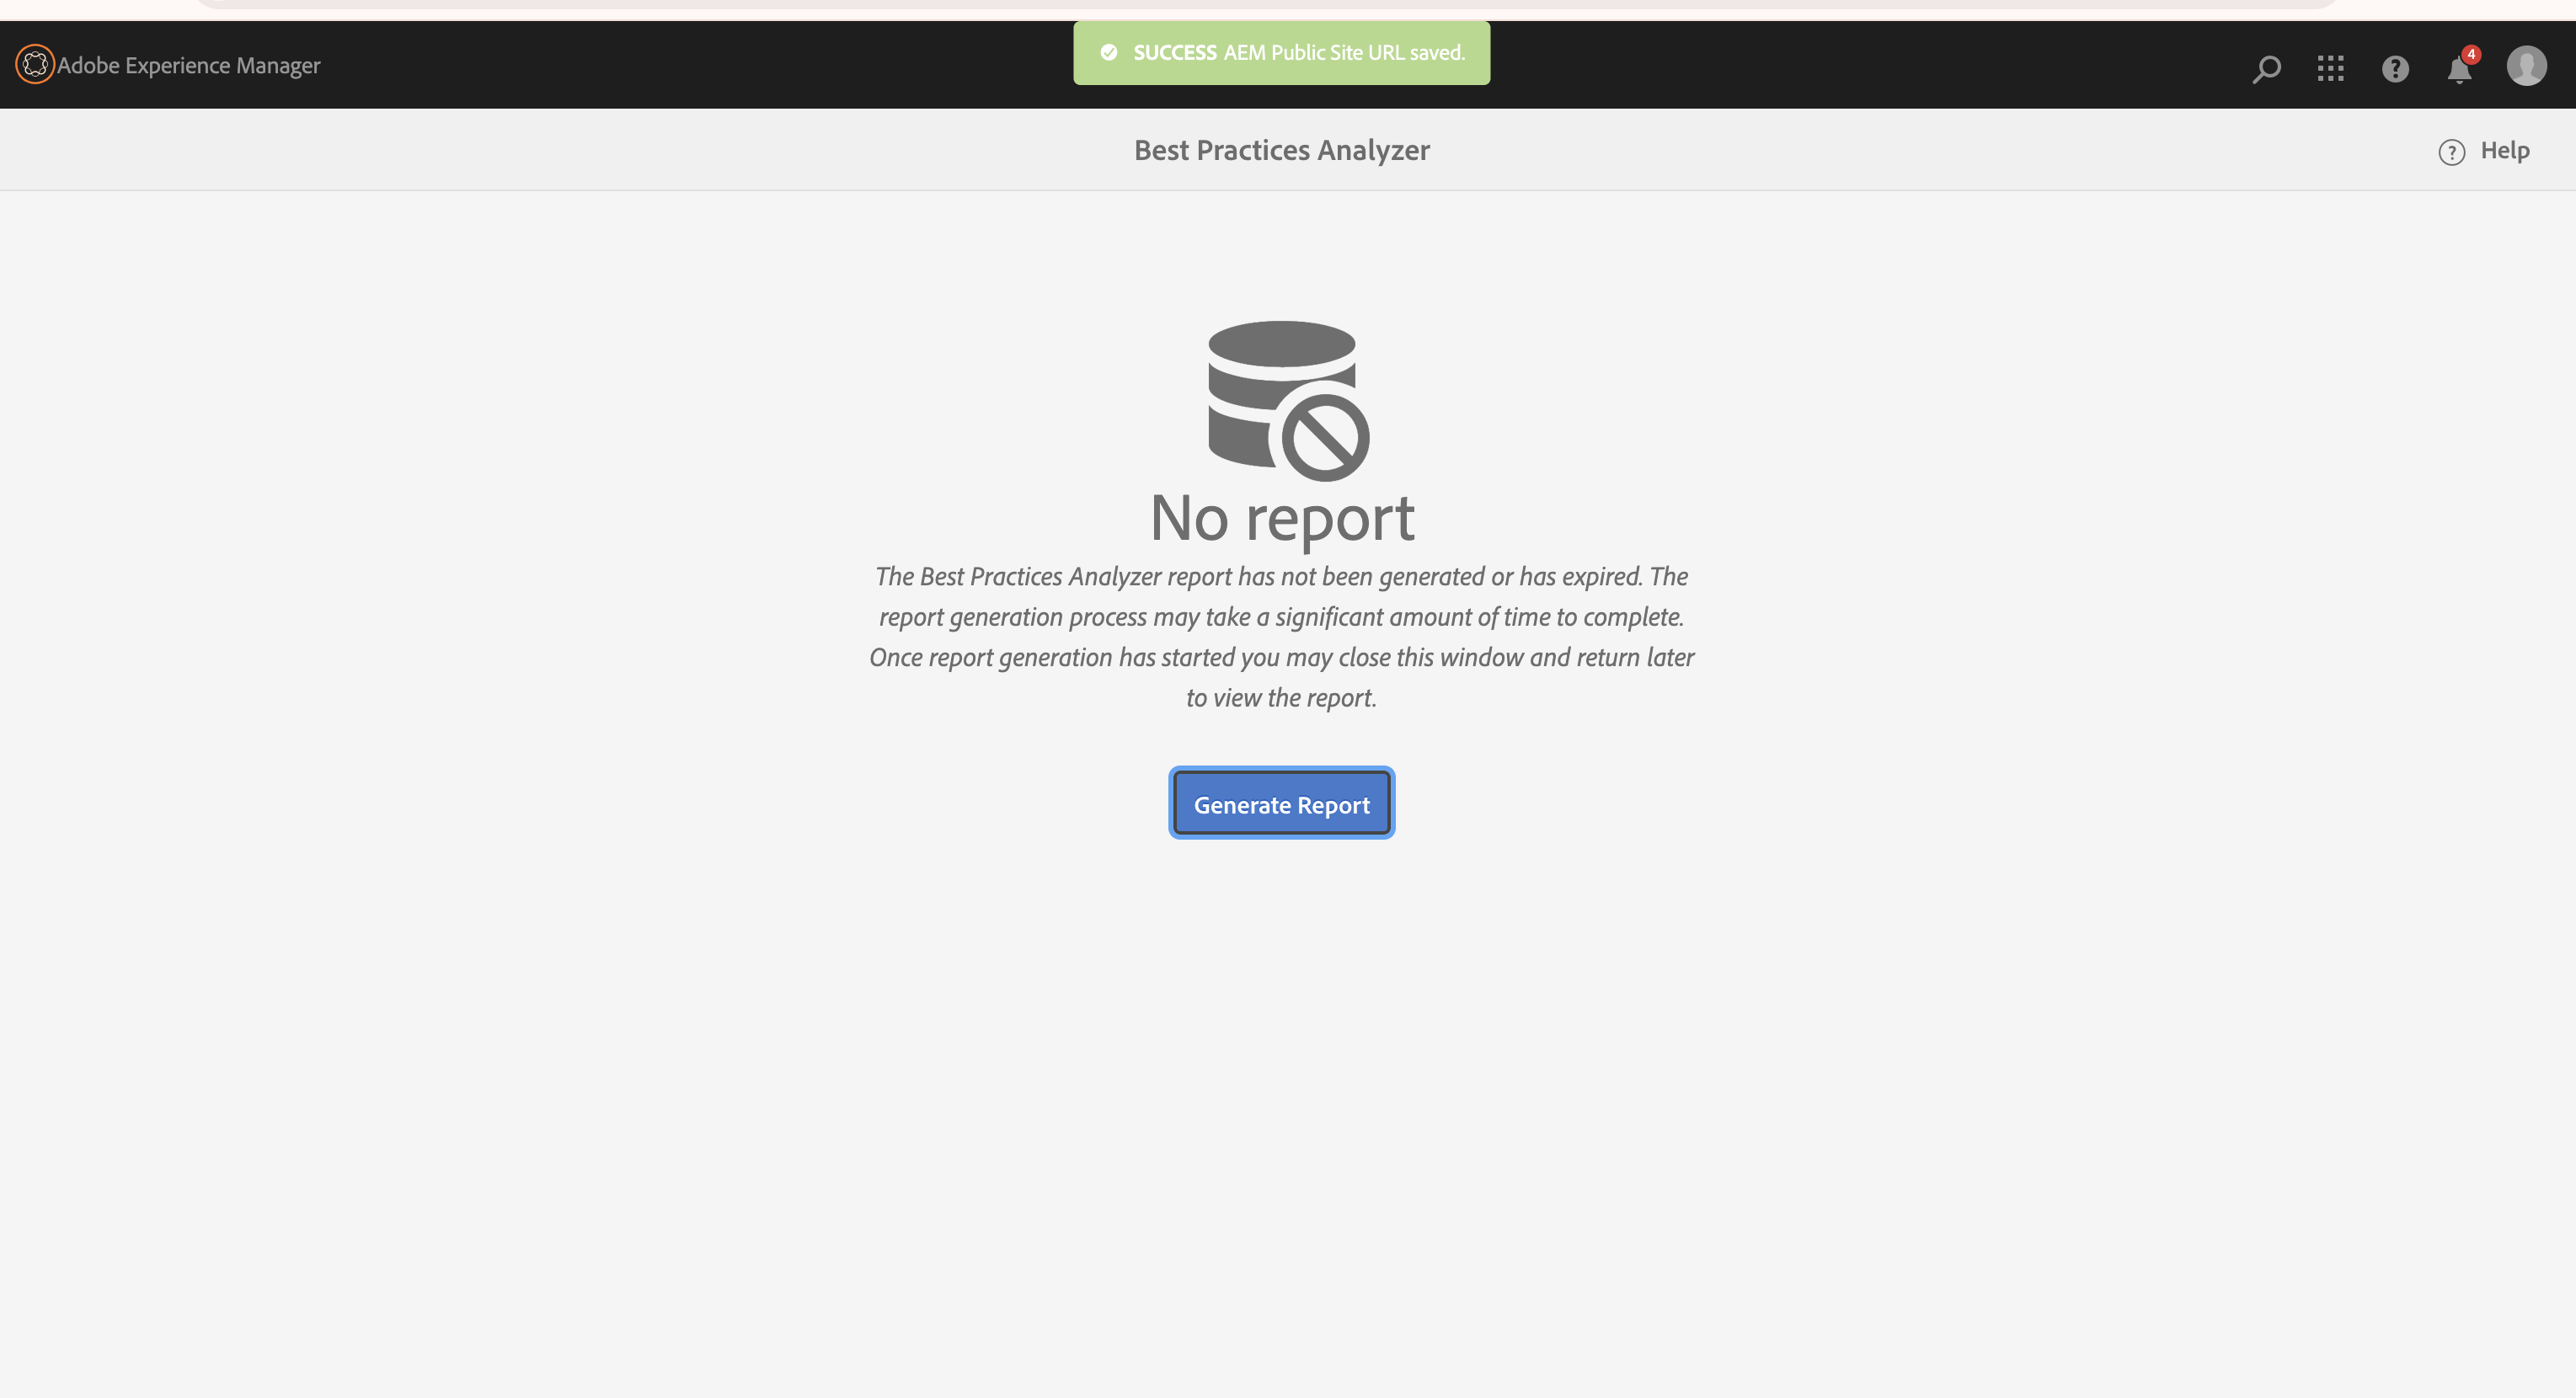 Adobe Experience Manager
SUCCESS AEM Public Site URL saved.
4
Best Practices Analyzer
Help
No report
The Best Practices Analyzer report has not been generated or has expired. The
report generation process may take a significant amount of time to complete.
Once report generation has started you may close this window and return later
to view the report.
Generate Report